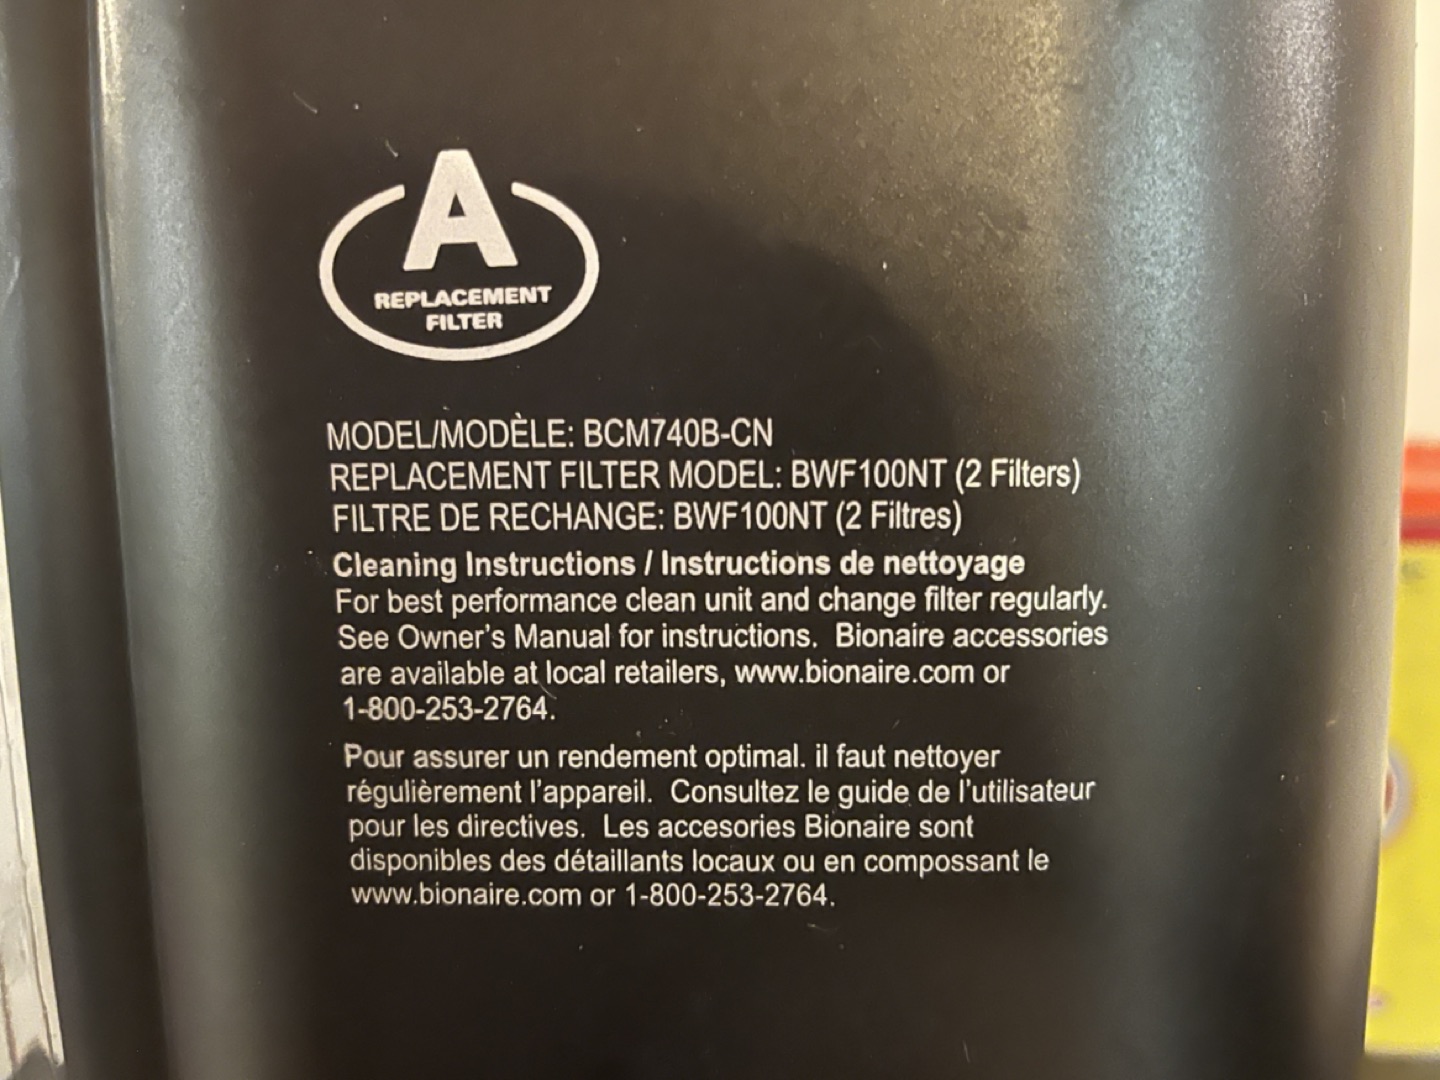 A
REPLACEMENT
FILTER
MODEL/MODÈLE: BCM740B-CN
REPLACEMENT FILTER MODEL: BWF100NT (2 Filters)
FILTRE DE RECHANGE: BWF100NT (2 Filtres)
Cleaning Instructions / Instructions de nettoyage
For best performance clean unit and change filter regularly.
See Owner's Manual for instructions.  Bionaire accessories
are available at local retailers, www.bionaire.com or
1-800-253-2764.
Pour assurer un rendement optimal. il faut nettoyer
régulièrement l'appareil.  Consultez le guide de l'utilisateur
pour les directives.  Les accesories Bionaire sont
disponibles des détaillants locaux ou en compossant le
www.bionaire.com or 1-800-253-2764.